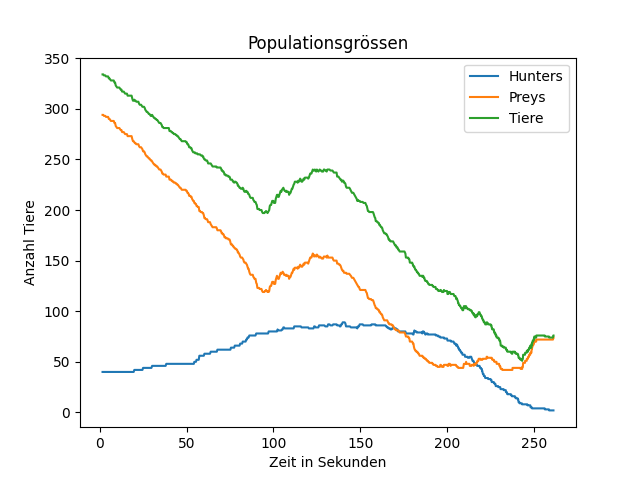 Populationsgrössen
350
300
250
200
150
100
50
0
Anzahl Tiere
Hunters
Preys
Tiere
0 50 100 150 200 250
Zeit in Sekunden